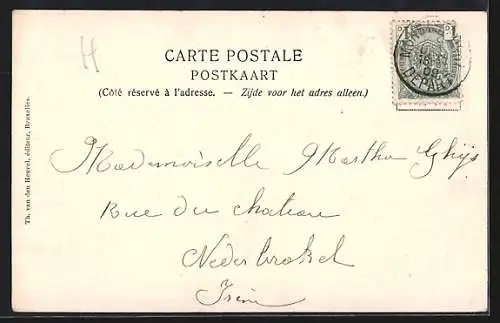 H
CARTE POSTALE
POSTKAART
(Côté réservé à l'adresse. — Zijde voor het adres alleen.)
DEPART
Th. van den Heuvel, éditeur, Bruxelles.
Mademoiselle Martha Ghijs
Rue du chateau
Nederbrakel